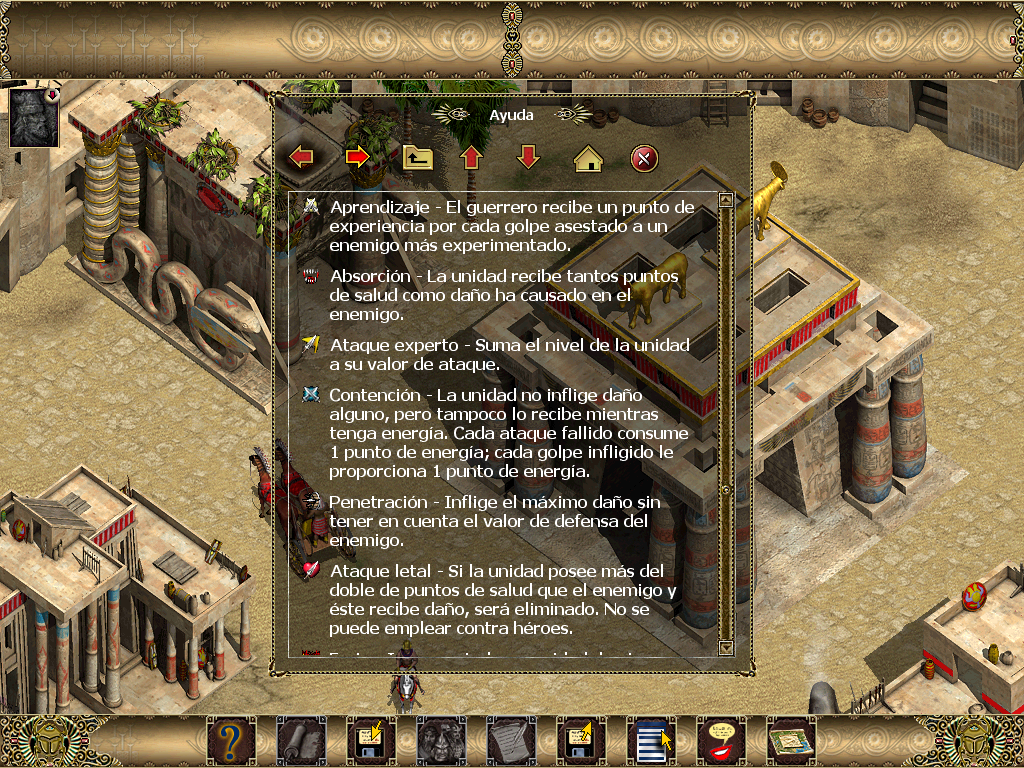 Ayuda
Aprendizaje - El guerrero recibe un punto de
experiencia por cada golpe asestado a un
enemigo más experimentado.
Absorción - La unidad recibe tantos puntos
de salud como daño ha causado en el
enemigo.
Ataque experto - Suma el nivel de la unidad
a su valor de ataque.
Contención - La unidad no inflige daño
alguno, pero tampoco lo recibe mientras
tenga energía. Cada ataque fallido consume
1 punto de energía; cada golpe infligido le
proporciona 1 punto de energía.
Penetración - Inflige el máximo daño sin
tener en cuenta el valor de defensa del
enemigo.
Ataque letal - Si la unidad posee más del
doble de puntos de salud que el enemigo y
éste recibe daño, será eliminado. No se
puede emplear contra héroes.